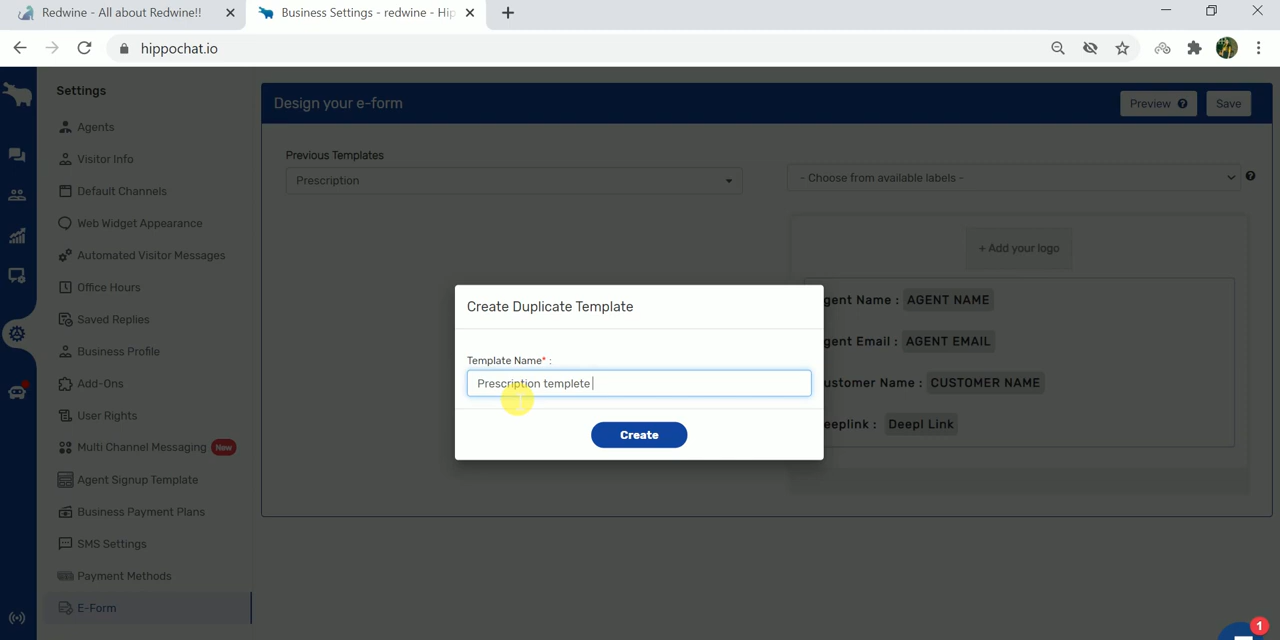 Redwine - All about Redwine!!
Business Settings - redwine - Hip
hippochat.io
Settings
Design your e-form
Preview
Save
Agents
Visitor Info
Default Channels
Web Widget Appearance
Automated Visitor Messages
Office Hours
Saved Replies
Business Profile
Add-Ons
User Rights
Multi Channel Messaging New
Agent Signup Template
Business Payment Plans
SMS Settings
Payment Methods
E-Form
Previous Templates
Prescription
- Choose from available labels -
+ Add your logo
gent Name : AGENT NAME
gent Email : AGENT EMAIL
ustomer Name : CUSTOMER NAME
eeplink : Deepl Link
Create Duplicate Template
Template Name* :
Prescription templete
Create
1